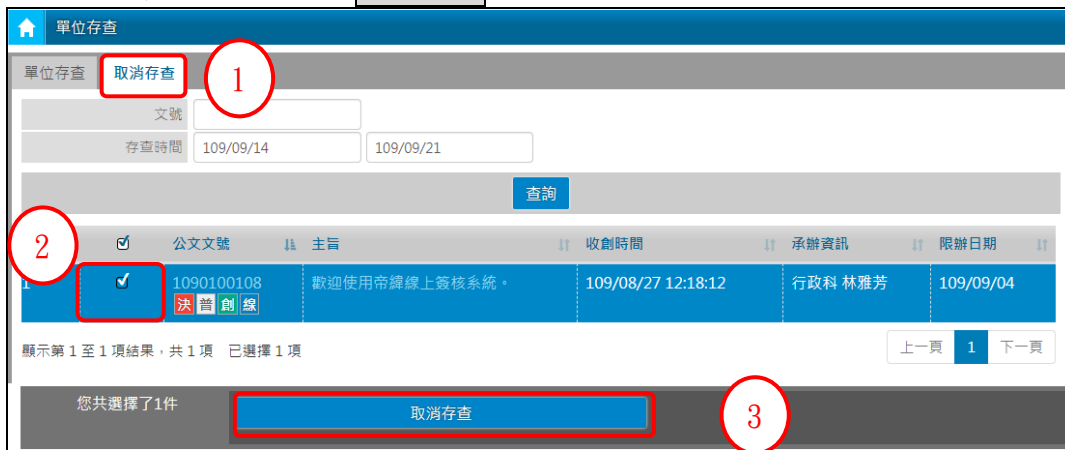 單位存查
單位存查 取消存查 1
文號
存查時間 109/09/14 109/09/21
查詢
2 公文文號 主旨 收創時間 承辦資訊 限辦日期
1 1090100108 歡迎使用帝緯線上簽核系統。 109/08/27 12:18:12 行政科 林雅芳 109/09/04
決 普 創 線
顯示第 1 至 1 項結果，共 1 項 已選擇 1 項 上一頁 1 下一頁
您共選擇了1件 取消存查 3